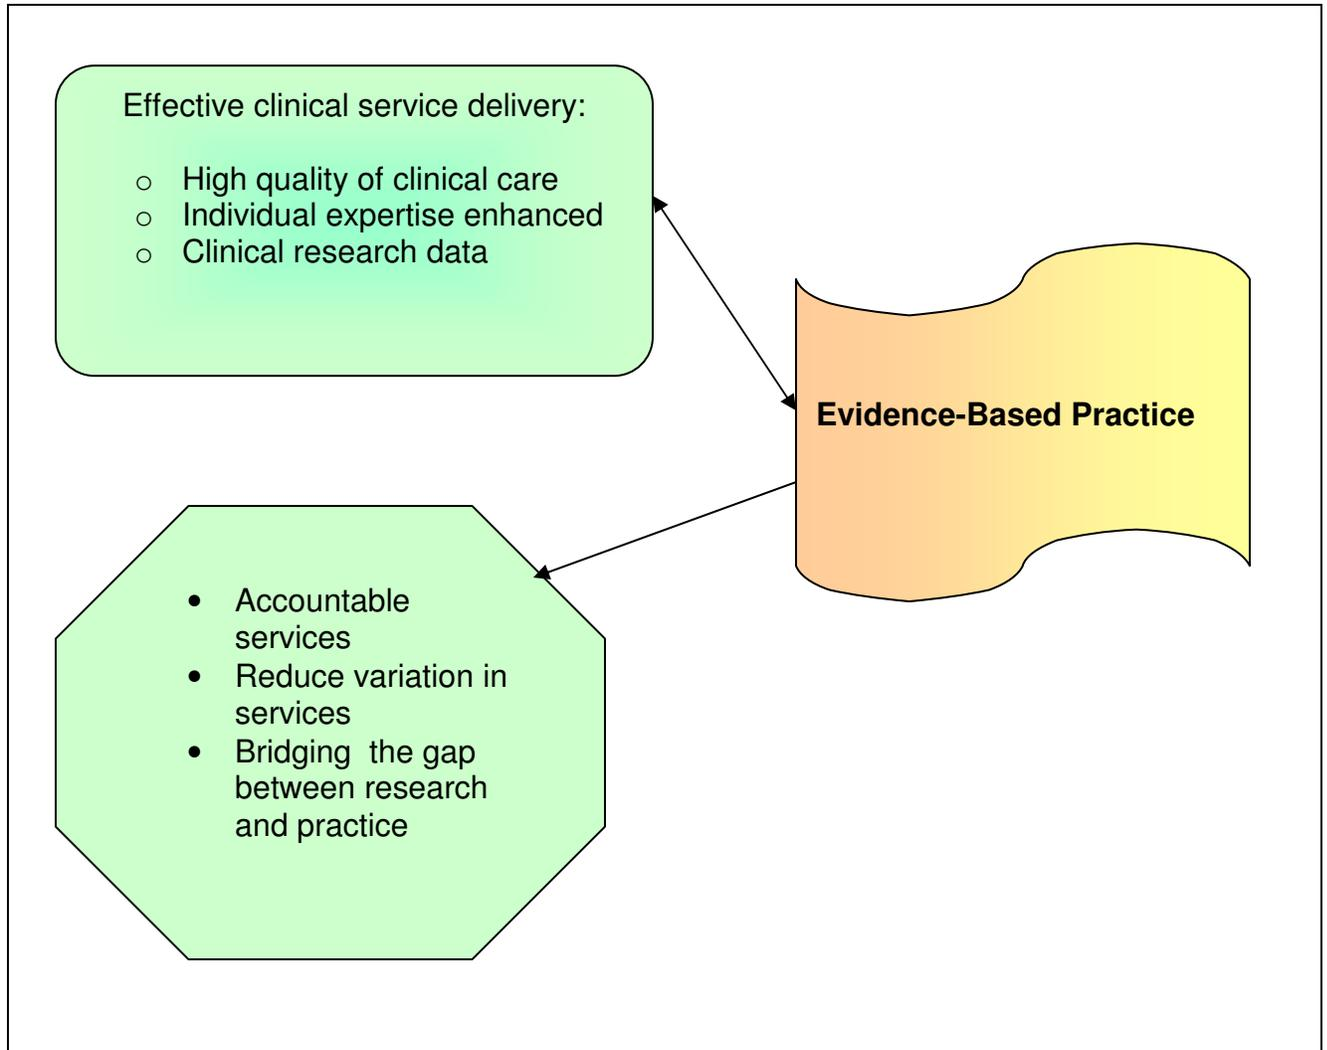 Effective clinical service delivery:
o High quality of clinical care
o Individual expertise enhanced
o Clinical research data
Evidence-Based Practice
• Accountable
services
• Reduce variation in
services
• Bridging  the gap
between research
and practice